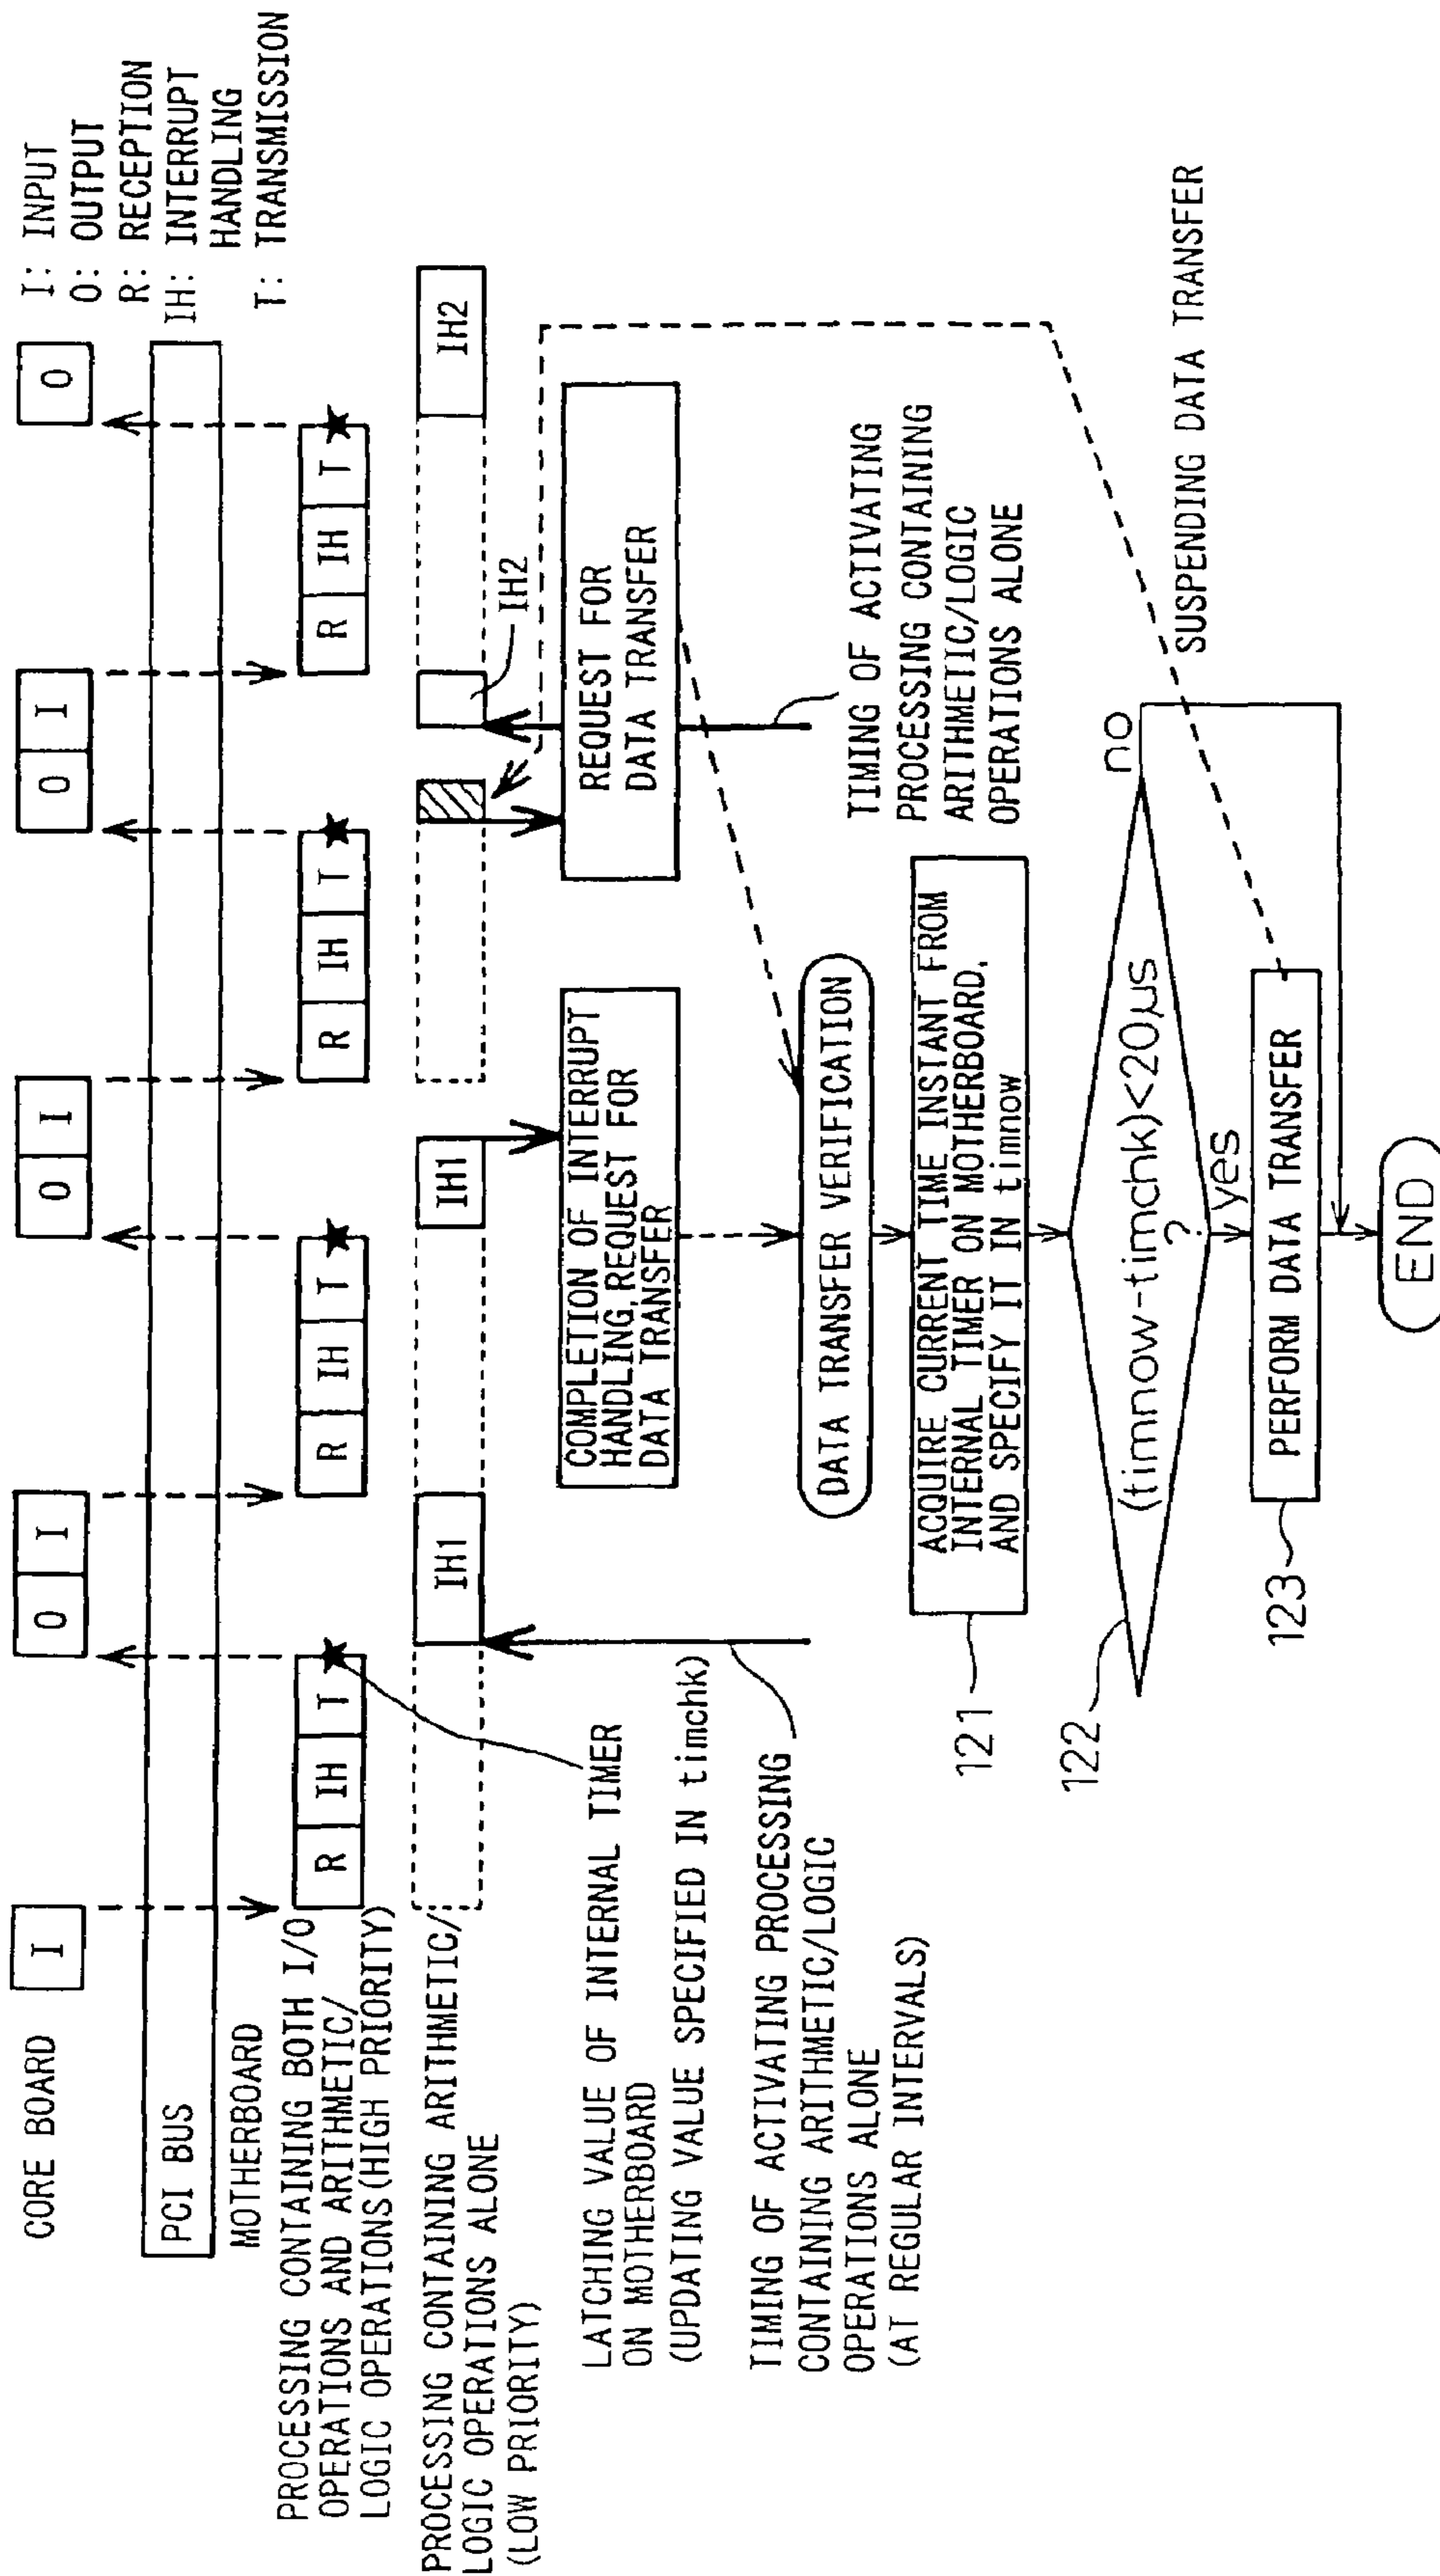 CORE BOARD
I
O I
O I
O I
O
I: INPUT
O: OUTPUT
R: RECEPTION
IH: INTERRUPT
HANDLING
T: TRANSMISSION
PCI BUS
MOTHERBOARD
PROCESSING CONTAINING BOTH I/O
OPERATIONS AND ARITHMETIC/
LOGIC OPERATIONS(HIGH PRIORITY)
R IH T
R IH T
R IH T
R IH T
PROCESSING CONTAINING ARITHMETIC/
LOGIC OPERATIONS ALONE
(LOW PRIORITY)
IH1
IH1
IH2
IH2
LATCHING VALUE OF INTERNAL TIMER
ON MOTHERBOARD
(UPDATING VALUE SPECIFIED IN timchk)
COMPLETION OF INTERRUPT
HANDLING,REQUEST FOR
DATA TRANSFER
REQUEST FOR
DATA TRANSFER
TIMING OF ACTIVATING PROCESSING
CONTAINING ARITHMETIC/LOGIC
OPERATIONS ALONE
(AT REGULAR INTERVALS)
TIMING OF ACTIVATING
PROCESSING CONTAINING
ARITHMETIC/LOGIC
OPERATIONS ALONE
DATA TRANSFER VERIFICATION
121
ACQUIRE CURRENT TIME INSTANT FROM
INTERNAL TIMER ON MOTHERBOARD,
AND SPECIFY IT IN timnow
122
(timnow-timchk)<20μs
?
no
yes
SUSPENDING DATA TRANSFER
123
PERFORM DATA TRANSFER
END